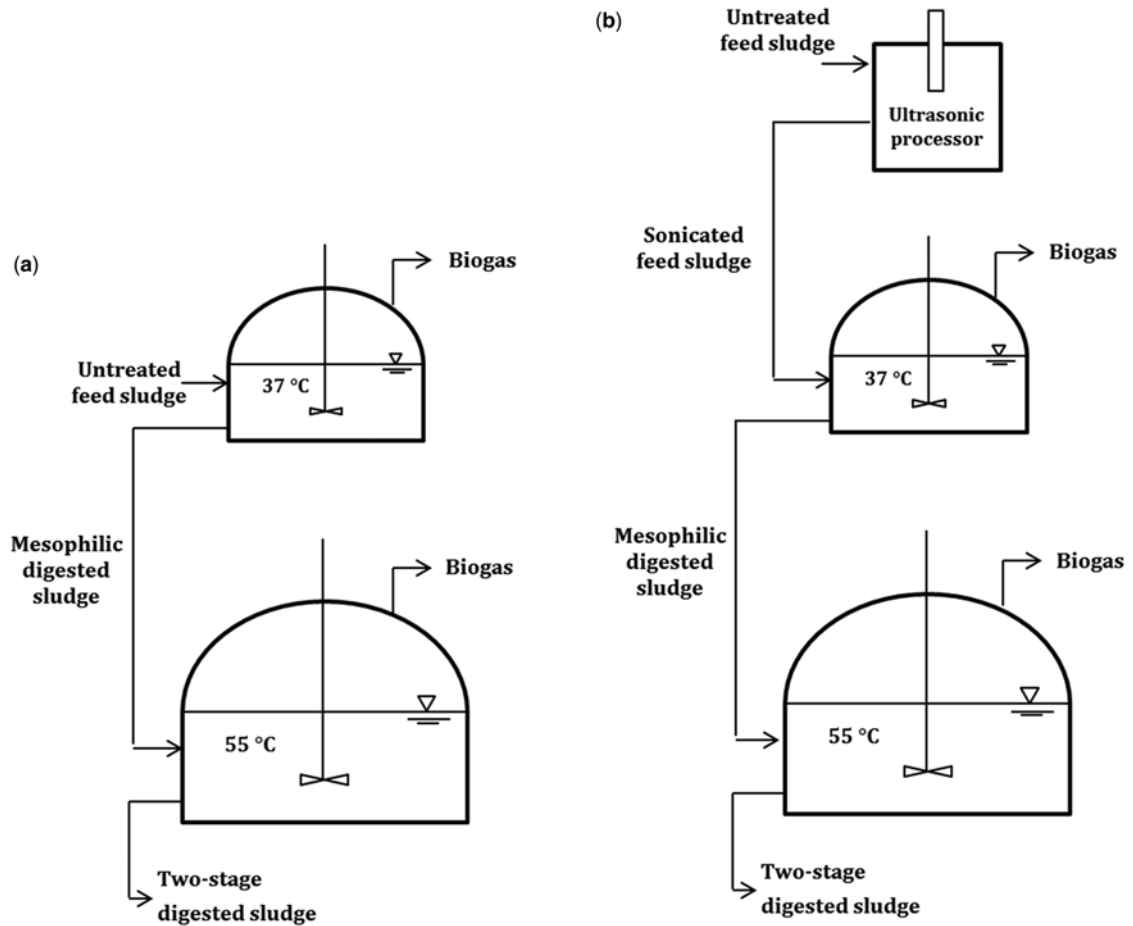 (a)
Biogas
Untreated
feed sludge
37 °C
Mesophilic
digested
sludge
Biogas
55 °C
Two-stage
digested sludge
(b)
Untreated
feed sludge
Ultrasonic
processor
Sonicated
feed sludge
Biogas
37 °C
Mesophilic
digested
sludge
Biogas
55 °C
Two-stage
digested sludge